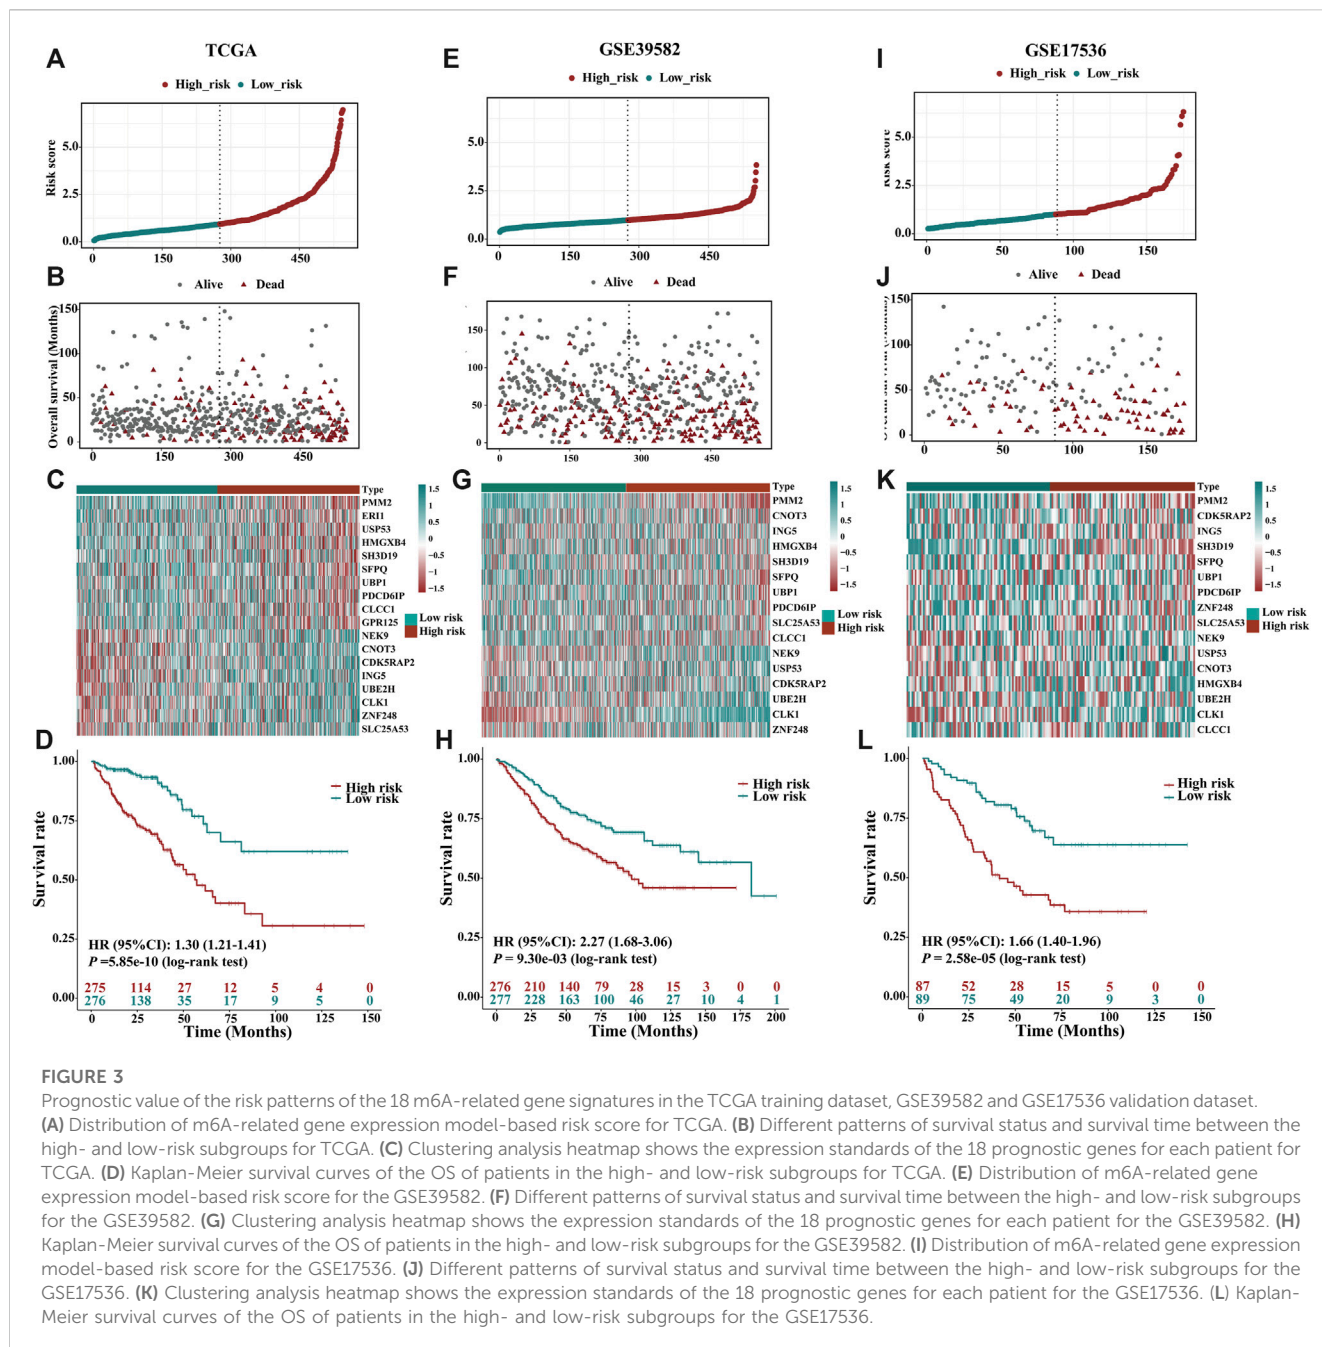 A
TCGA
High_risk Low_risk
Risk score
5.0
2.5
0.0
0 150 300 450
B
Alive Dead
Overall survival (Months)
150
100
50
0
0 150 300 450
C
Type
PMM2
ERI1
USP53
HMGXB4
SH3D19
SFPQ
UBP1
PDCD6IP
CLCC1
GPR125
NEK9
CNOT3
CDK5RAP2
ING5
UBE2H
CLK1
ZNF248
SLC25A53
1.5
1
0.5
0
−0.5
−1
−1.5
Low risk
High risk
D
Survival rate
1.00
0.75
0.50
0.25
0.00
High risk
Low risk
HR (95%CI): 1.30 (1.21-1.41)
P =5.85e-10 (log-rank test)
275 114 27 12 5 4 0
276 138 35 17 9 5 0
0 25 50 75 100 125 150
Time (Months)
E
GSE39582
High_risk Low_risk
5.0
2.5
0.0
0 150 300 450
F
Alive Dead
150
100
50
0
0 50 150 250 350 450 550
G
Type
PMM2
CNOT3
ING5
HMGXB4
SH3D19
SFPQ
UBP1
PDCD6IP
SLC25A53
CLCC1
NEK9
USP53
CDK5RAP2
UBE2H
CLK1
ZNF248
1.5
1
0.5
0
−0.5
−1
−1.5
Low risk
High risk
H
Survival rate
1.00
0.75
0.50
0.25
0.00
High risk
Low risk
HR (95%CI): 2.27 (1.68-3.06)
P = 9.30e-03 (log-rank test)
276 210 140 79 28 15 3 0 0
277 228 163 100 46 27 10 4 1
0 25 50 75 100 125 150 175 200
Time (Months)
I
GSE17536
High_risk Low_risk
Risk score
5.0
2.5
0.0
0 50 100 150
J
Alive Dead
150
100
50
0
0 50 100 150
K
Type
PMM2
CDK5RAP2
ING5
SH3D19
SFPQ
UBP1
PDCD6IP
ZNF248
SLC25A53
NEK9
USP53
CNOT3
HMGXB4
UBE2H
CLK1
CLCC1
1.5
1
0.5
0
−0.5
−1
−1.5
Low risk
High risk
L
Survival rate
1.00
0.75
0.50
0.25
0.00
High risk
Low risk
HR (95%CI): 1.66 (1.40-1.96)
P = 2.58e-05 (log-rank test)
87 52 28 15 5 0 0
89 75 49 20 9 3 0
0 25 50 75 100 125 150
Time (Months)
FIGURE 3
Prognostic value of the risk patterns of the 18 m6A-related gene signatures in the TCGA training dataset, GSE39582 and GSE17536 validation dataset.
(A) Distribution of m6A-related gene expression model-based risk score for TCGA. (B) Different patterns of survival status and survival time between the
high- and low-risk subgroups for TCGA. (C) Clustering analysis heatmap shows the expression standards of the 18 prognostic genes for each patient for
TCGA. (D) Kaplan-Meier survival curves of the OS of patients in the high- and low-risk subgroups for TCGA. (E) Distribution of m6A-related gene
expression model-based risk score for the GSE39582. (F) Different patterns of survival status and survival time between the high- and low-risk subgroups
for the GSE39582. (G) Clustering analysis heatmap shows the expression standards of the 18 prognostic genes for each patient for the GSE39582. (H)
Kaplan-Meier survival curves of the OS of patients in the high- and low-risk subgroups for the GSE39582. (I) Distribution of m6A-related gene expression
model-based risk score for the GSE17536. (J) Different patterns of survival status and survival time between the high- and low-risk subgroups for the
GSE17536. (K) Clustering analysis heatmap shows the expression standards of the 18 prognostic genes for each patient for the GSE17536. (L) Kaplan-
Meier survival curves of the OS of patients in the high- and low-risk subgroups for the GSE17536.